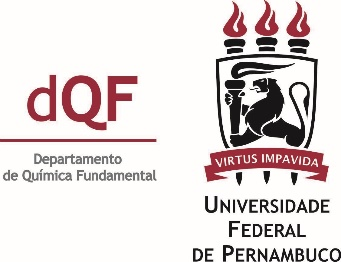 dQF
Departamento
de Química Fundamental
VIRTUS IMPAVIDA
UNIVERSIDADE
FEDERAL
DE PERNAMBUCO